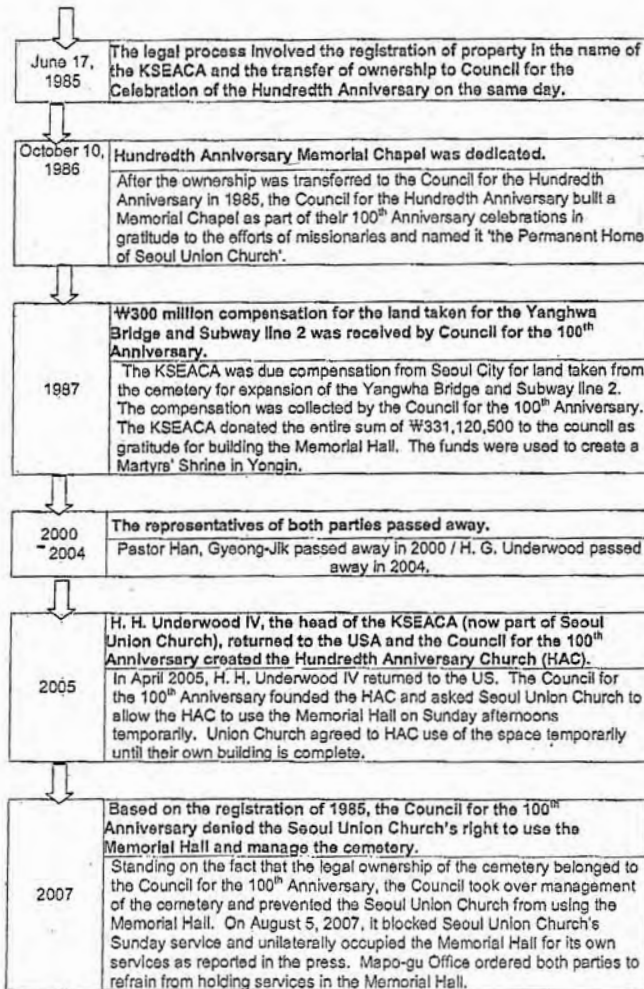 June 17,
1985
The legal process involved the registration of property in the name of
the KSEACA and the transfer of ownership to Council for the
Celebration of the Hundredth Anniversary on the same day.
October 10,
1986
Hundredth Anniversary Memorial Chapel was dedicated.
After the ownership was transferred to the Council for the Hundredth
Anniversary in 1985, the Council for the Hundredth Anniversary built a
Memorial Chapel as part of their 100th Anniversary celebrations in
gratitude to the efforts of missionaries and named it 'the Permanent Home
of Seoul Union Church'.
1987
₩300 million compensation for the land taken for the Yanghwa
Bridge and Subway line 2 was received by Council for the 100th
Anniversary.
The KSEACA was due compensation from Seoul City for land taken from
the cemetery for expansion of the Yangwha Bridge and Subway line 2.
The compensation was collected by the Council for the 100th Anniversary.
The KSEACA donated the entire sum of ₩331,120,500 to the council as
gratitude for building the Memorial Hall. The funds were used to create a
Martyrs' Shrine in Yongin.
2000
~ 2004
The representatives of both parties passed away.
Pastor Han, Gyeong-Jik passed away in 2000 / H. G. Underwood passed
away in 2004.
2005
H. H. Underwood IV, the head of the KSEACA (now part of Seoul
Union Church), returned to the USA and the Council for the 100th
Anniversary created the Hundredth Anniversary Church (HAC).
In April 2005, H. H. Underwood IV returned to the US. The Council for
the 100th Anniversary founded the HAC and asked Seoul Union Church to
allow the HAC to use the Memorial Hall on Sunday afternoons
temporarily. Union Church agreed to HAC use of the space temporarily
until their own building is complete.
2007
Based on the registration of 1985, the Council for the 100th
Anniversary denied the Seoul Union Church's right to use the
Memorial Hall and manage the cemetery.
Standing on the fact that the legal ownership of the cemetery belonged to
the Council for the 100th Anniversary, the Council took over management
of the cemetery and prevented the Seoul Union Church from using the
Memorial Hall. On August 5, 2007, it blocked Seoul Union Church's
Sunday service and unilaterally occupied the Memorial Hall for its own
services as reported in the press. Mapo-gu Office ordered both parties to
refrain from holding services in the Memorial Hall.